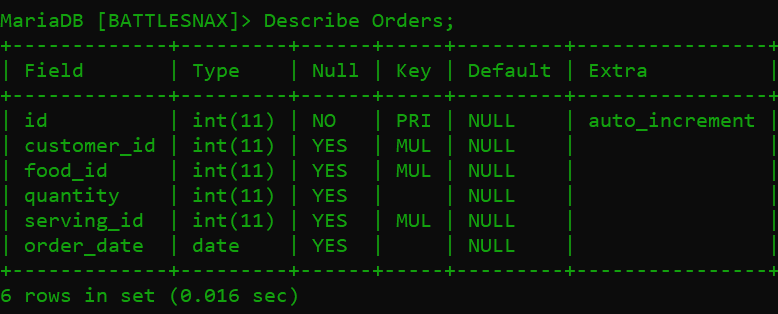 MariaDB [BATTLESNAX]> Describe Orders;
+-------------+---------+------+-----+---------+----------------+
| Field       | Type    | Null | Key | Default | Extra          |
+-------------+---------+------+-----+---------+----------------+
| id          | int(11) | NO   | PRI | NULL    | auto_increment |
| customer_id | int(11) | YES  | MUL | NULL    |                |
| food_id     | int(11) | YES  | MUL | NULL    |                |
| quantity    | int(11) | YES  |     | NULL    |                |
| serving_id  | int(11) | YES  | MUL | NULL    |                |
| order_date  | date    | YES  |     | NULL    |                |
+-------------+---------+------+-----+---------+----------------+
6 rows in set (0.016 sec)